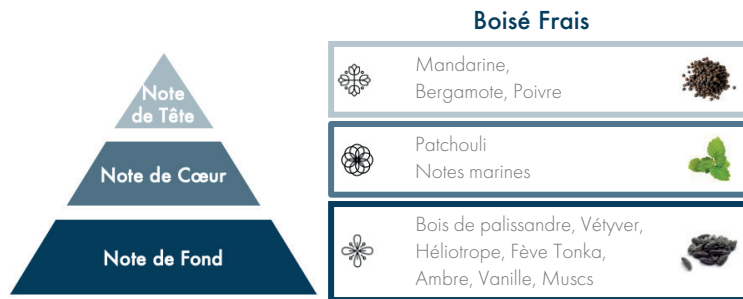 Boisé Frais
Note
de Tête
Mandarine,
Bergamote, Poivre
Note de Cœur
Patchouli
Notes marines
Note de Fond
Bois de palissandre, Vétyver,
Héliotrope, Fève Tonka,
Ambre, Vanille, Muscs